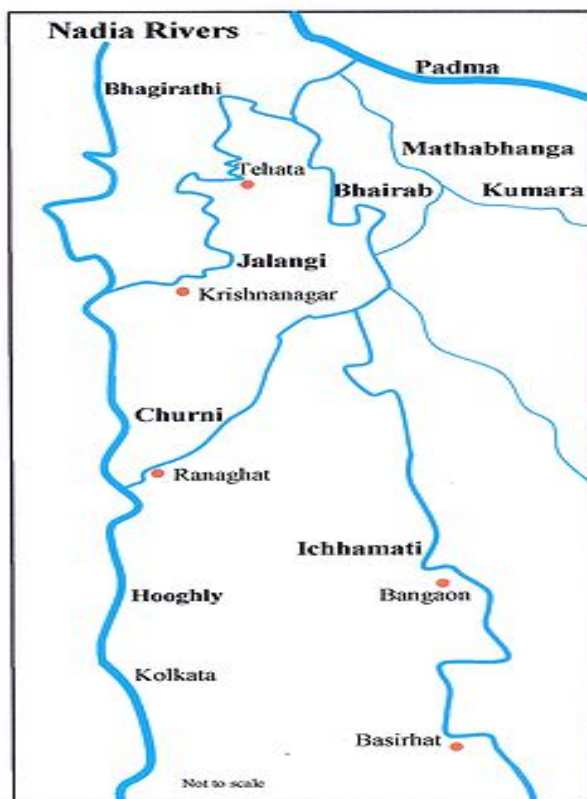 Nadia Rivers
Padma
Bhagirathi
Mathabhanga
Tehata
Bhairab
Kumara
Jalangi
Krishnanagar
Churni
Ranaghat
Ichhamati
Bangaon
Hooghly
Kolkata
Basirhat
Not to scale